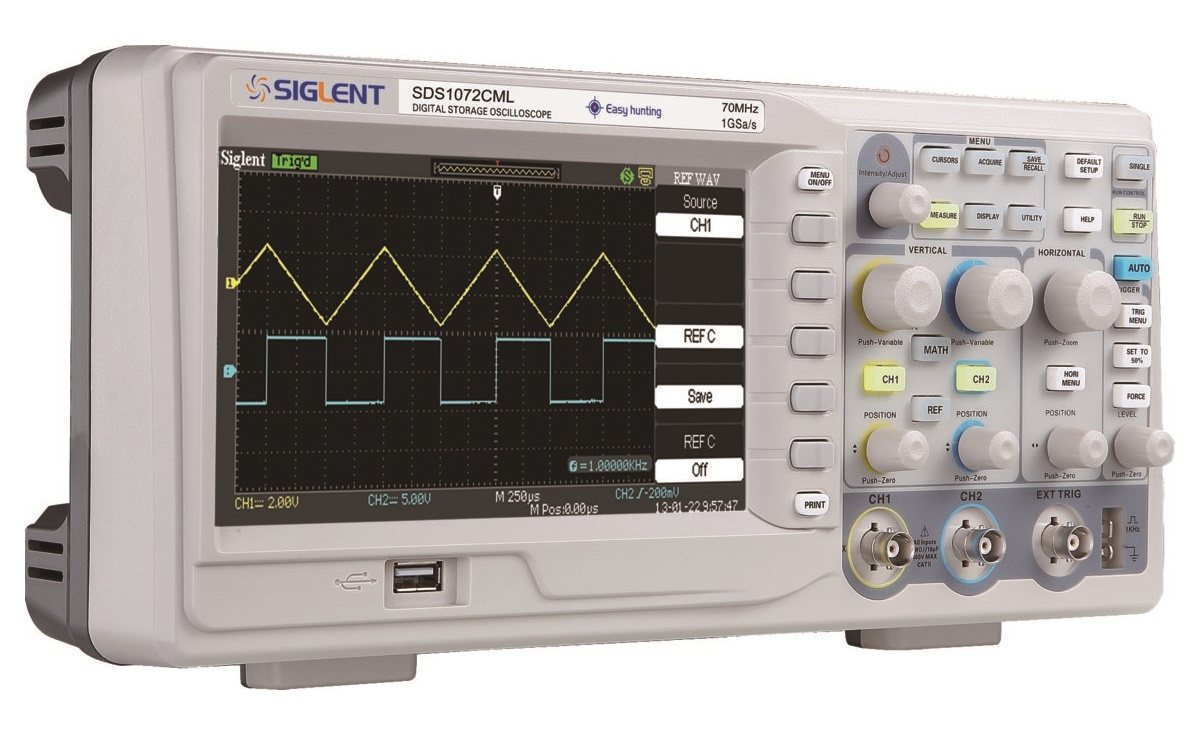 SIGLENT
SDS1072CML
DIGITAL STORAGE OSCILLOSCOPE
Easy hunting
70MHz
1GSa/s
Siglent
Trig'd
REF WAV
Source
CH1
REF C
Save
REF C
Off
=1.00000KHz
CH1 2.00V
CH2 5.00V
M 250µs
M Pos:0.00µs
CH2 -200mV
13-01-22 9:57:47
MENU
ON/OFF
PRINT
Intensity/Adjust
MENU
CURSORS
ACQUIRE
SAVE
RECALL
MEASURE
DISPLAY
UTILITY
DEFAULT
SETUP
HELP
SINGLE
RUN CONTROL
RUN
STOP
AUTO
VERTICAL
HORIZONTAL
Push-Variable
Push-Variable
Push-Zoom
MATH
CH1
CH2
REF
HORI
MENU
TRIG
MENU
SET TO
50%
FORCE
LEVEL
POSITION
POSITION
POSITION
Push-Zero
Push-Zero
Push-Zero
Push-Zero
CH1
CH2
EXT TRIG
All Inputs
CATII
1KHz